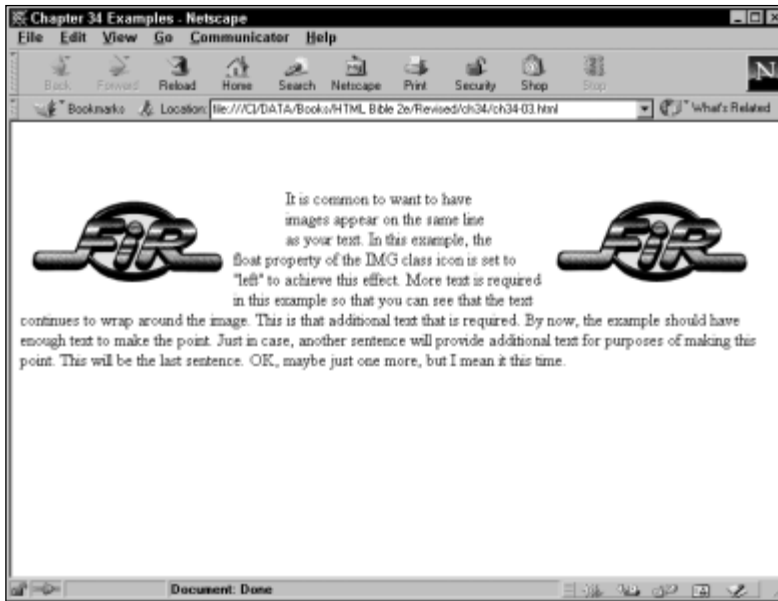 Chapter 34 Examples - Netscape
File Edit View Go Communicator Help
Back Forward Reload Home Search Netscape Print Security Shop Stop
N
Bookmarks Location: file:///C|/DATA/Books/HTML Bible 2e/Revised/ch34/ch34-03.html What's Related
FiR
FiR
It is common to want to have
images appear on the same line
as your text. In this example, the
float property of the IMG class icon is set to
"left" to achieve this effect. More text is required
in this example so that you can see that the text
continues to wrap around the image. This is that additional text that is required. By now, the example should have
enough text to make the point. Just in case, another sentence will provide additional text for purposes of making this
point. This will be the last sentence. OK, maybe just one more, but I mean it this time.
Document: Done